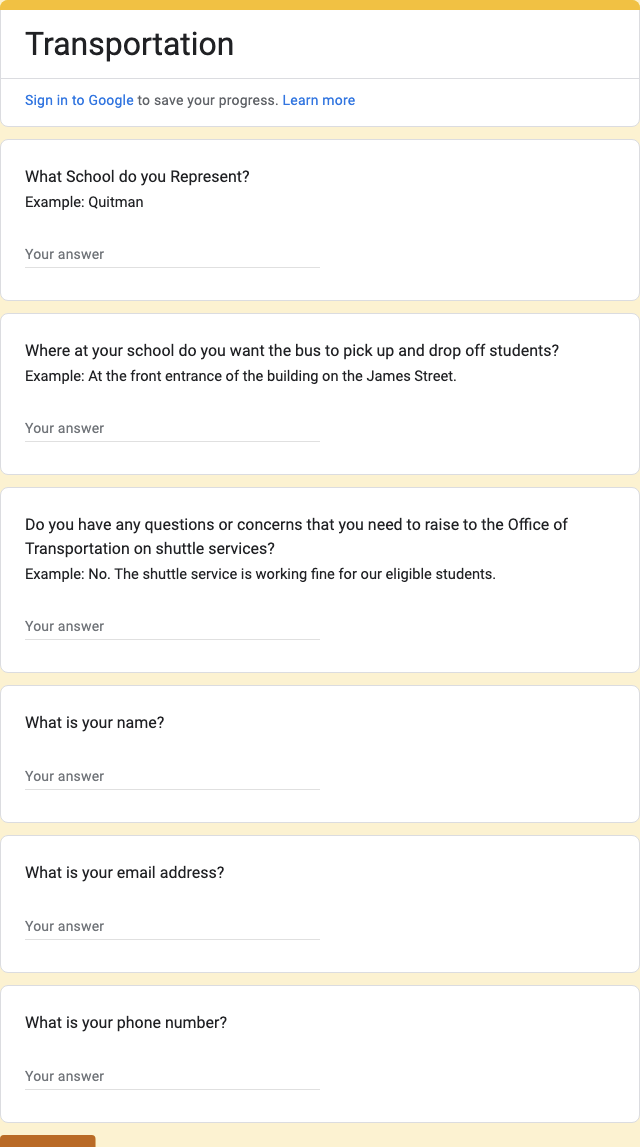 Transportation
Sign in to Google to save your progress. Learn more
What School do you Represent?
Example: Quitman
Your answer
Where at your school do you want the bus to pick up and drop off students?
Example: At the front entrance of the building on the James Street.
Your answer
Do you have any questions or concerns that you need to raise to the Office of
Transportation on shuttle services?
Example: No. The shuttle service is working fine for our eligible students.
Your answer
What is your name?
Your answer
What is your email address?
Your answer
What is your phone number?
Your answer